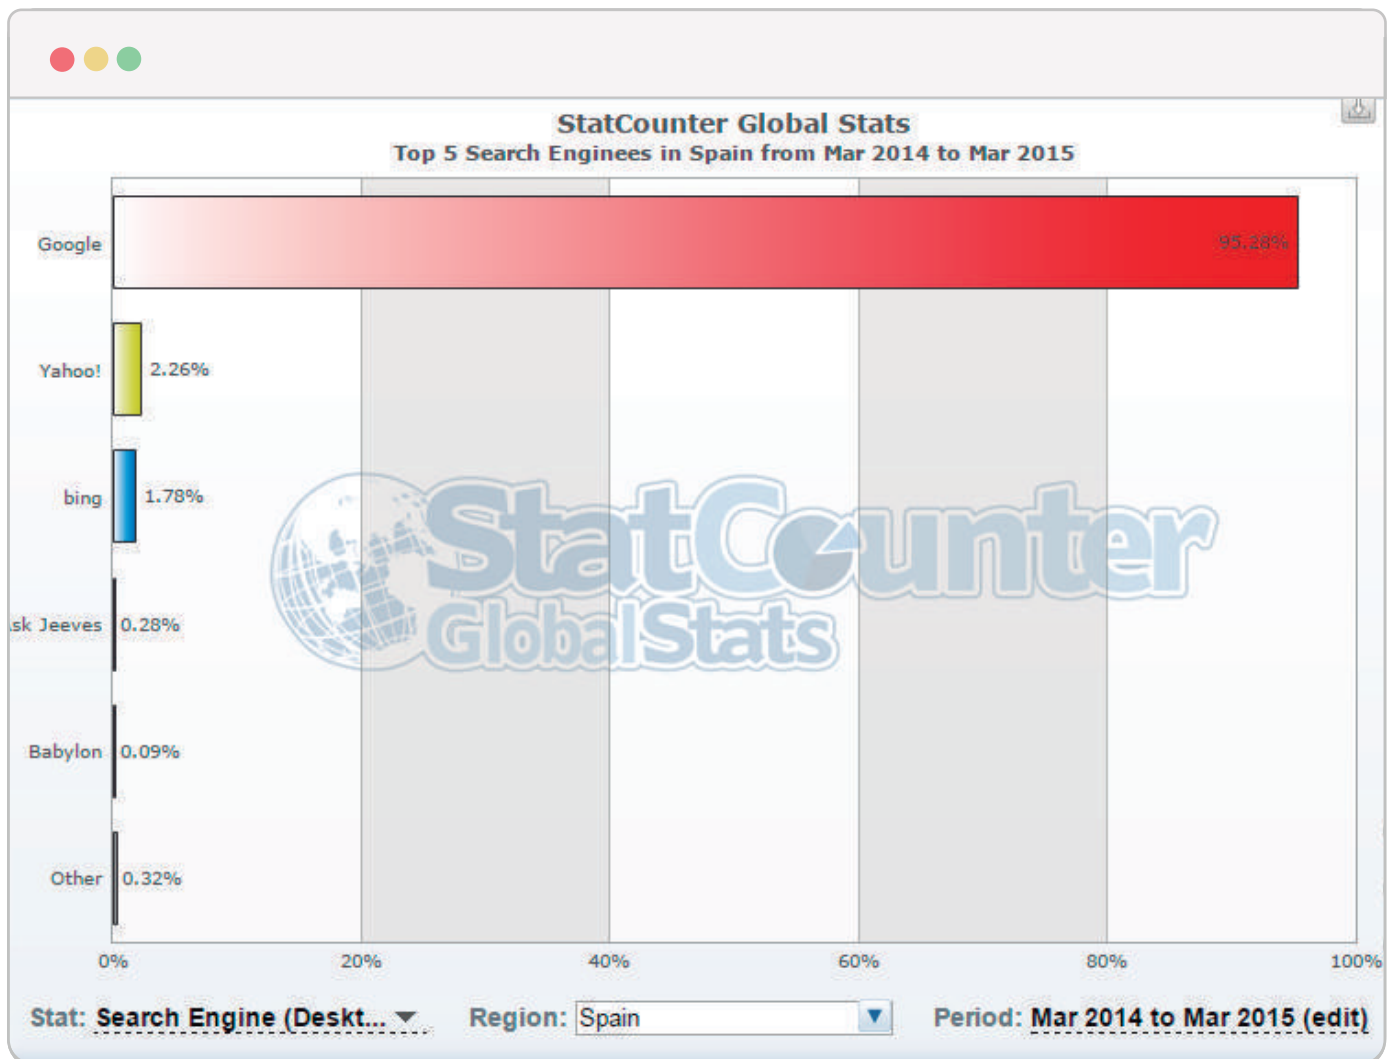 StatCounter Global Stats
Top 5 Search Enginees in Spain from Mar 2014 to Mar 2015
Google
95.28%
Yahoo!
2.26%
bing
1.78%
sk Jeeves
0.28%
Babylon
0.09%
Other
0.32%
StatCounter
GlobalStats
0% 20% 40% 60% 80% 100%
Stat: Search Engine (Deskt... Region: Spain Period: Mar 2014 to Mar 2015 (edit)